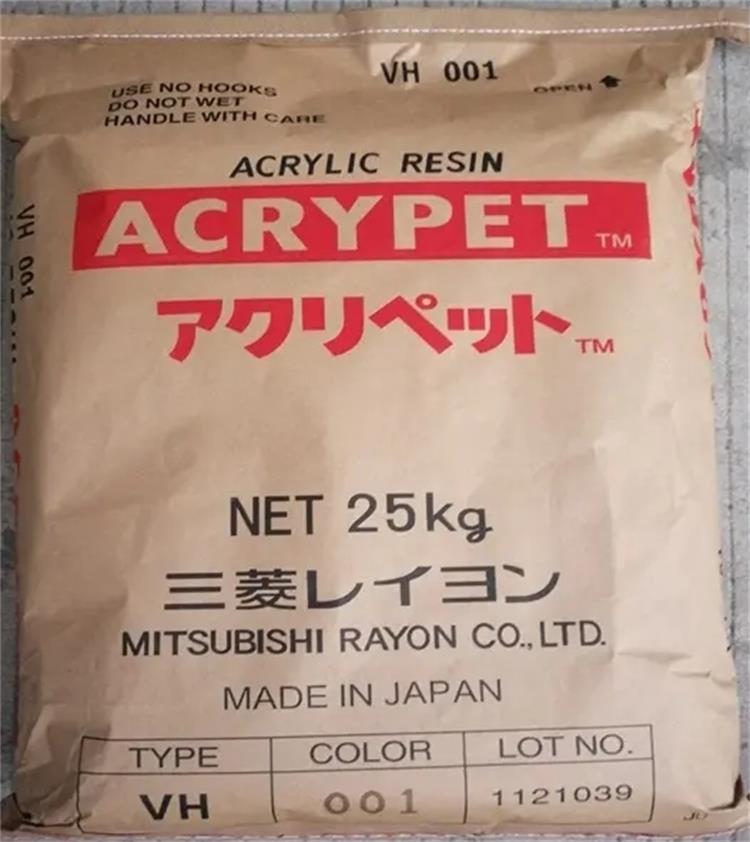 VH 001
OPEN
USE NO HOOKS
DO NOT WET
HANDLE WITH CARE
ACRYLIC RESIN
ACRYPET TM
アクリペット TM
VH 001
NET 25kg
三菱レイヨン
MITSUBISHI RAYON CO., LTD.
MADE IN JAPAN
TYPE COLOR LOT NO.
VH 001 1121039